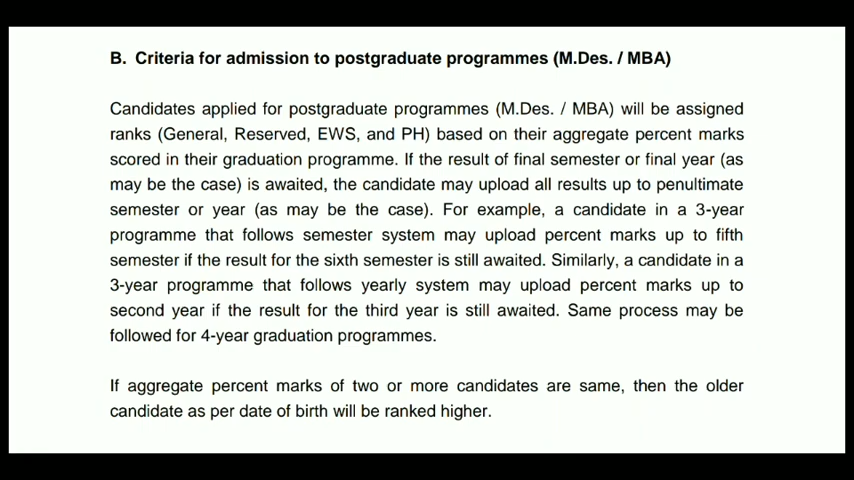 B. Criteria for admission to postgraduate programmes (M.Des. / MBA)
Candidates applied for postgraduate programmes (M.Des. / MBA) will be assigned
ranks (General, Reserved, EWS, and PH) based on their aggregate percent marks
scored in their graduation programme. If the result of final semester or final year (as
may be the case) is awaited, the candidate may upload all results up to penultimate
semester or year (as may be the case). For example, a candidate in a 3-year
programme that follows semester system may upload percent marks up to fifth
semester if the result for the sixth semester is still awaited. Similarly, a candidate in a
3-year programme that follows yearly system may upload percent marks up to
second year if the result for the third year is still awaited. Same process may be
followed for 4-year graduation programmes.
If aggregate percent marks of two or more candidates are same, then the older
candidate as per date of birth will be ranked higher.